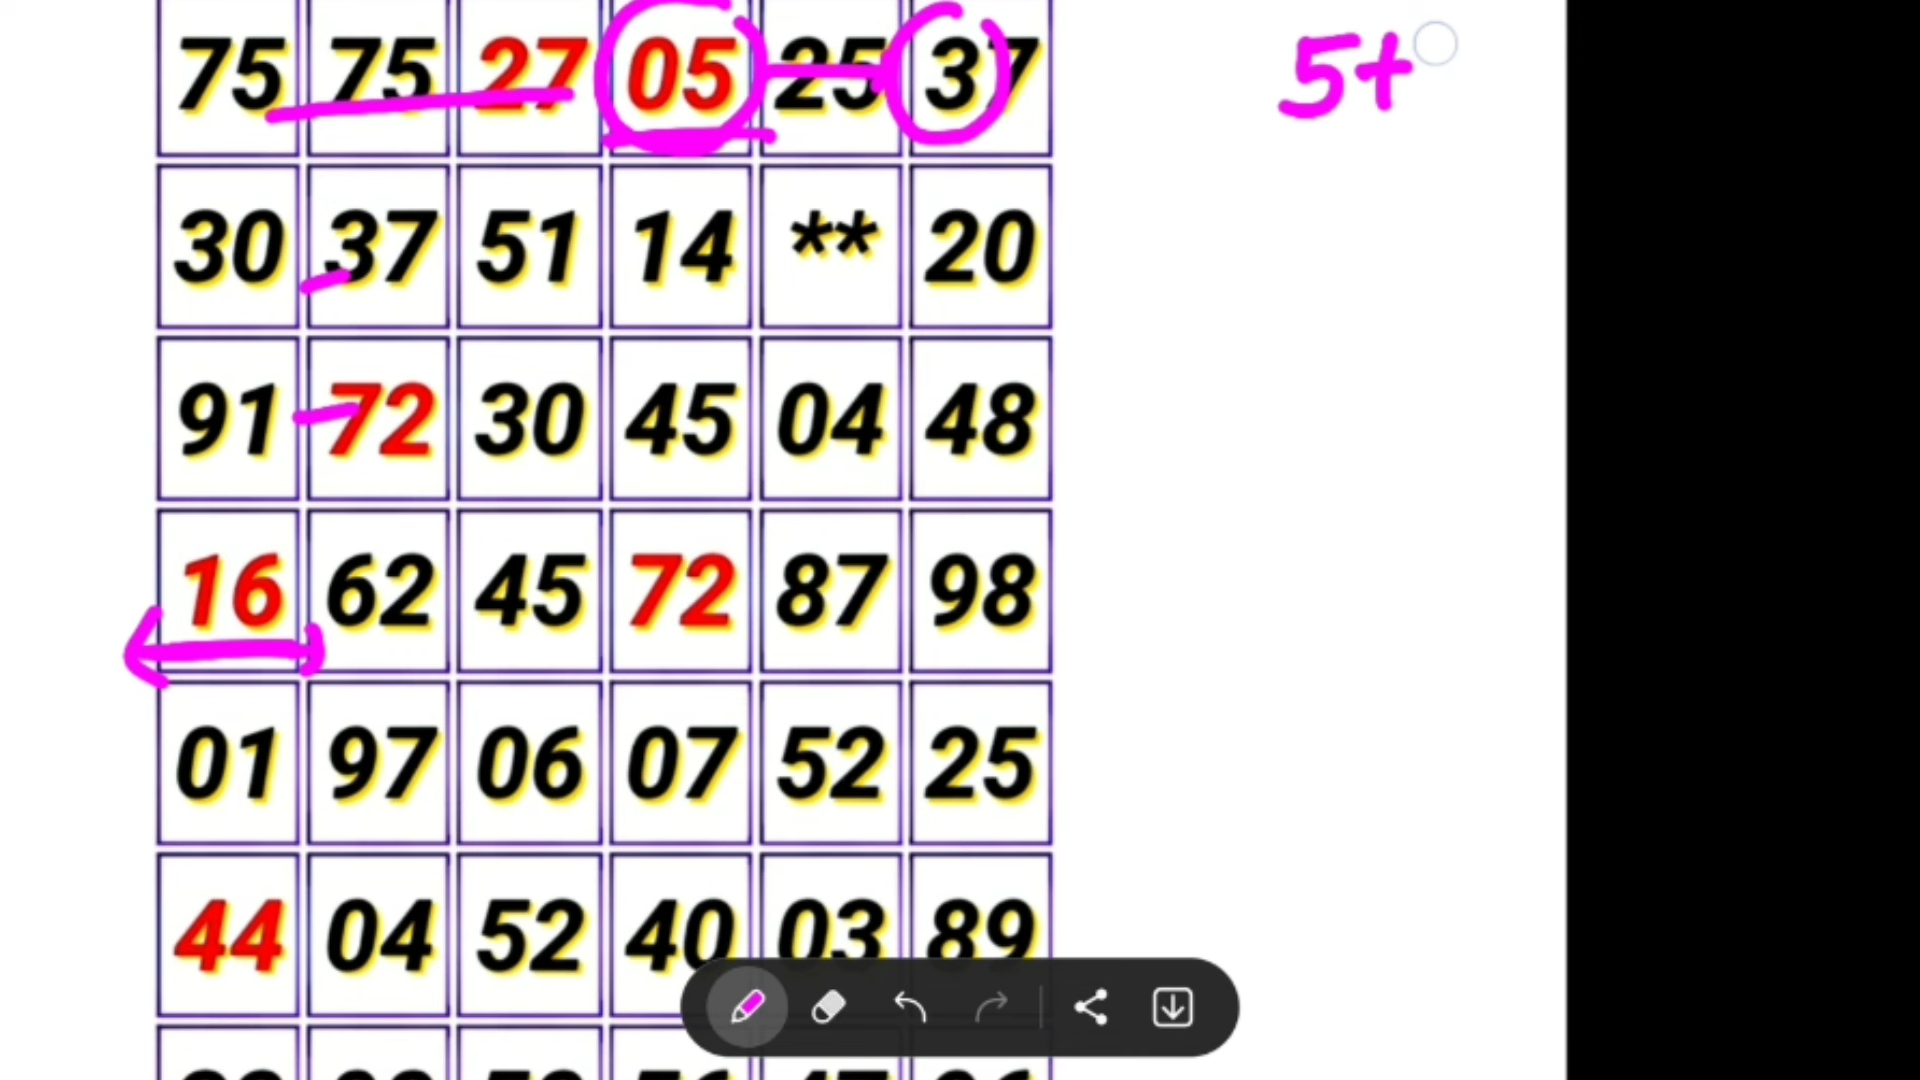 75 75 27 05 25 37 5+
30 37 51 14 ** 20
91 72 30 45 04 48
16 62 45 72 87 98
01 97 06 07 52 25
44 04 52 40 03 89